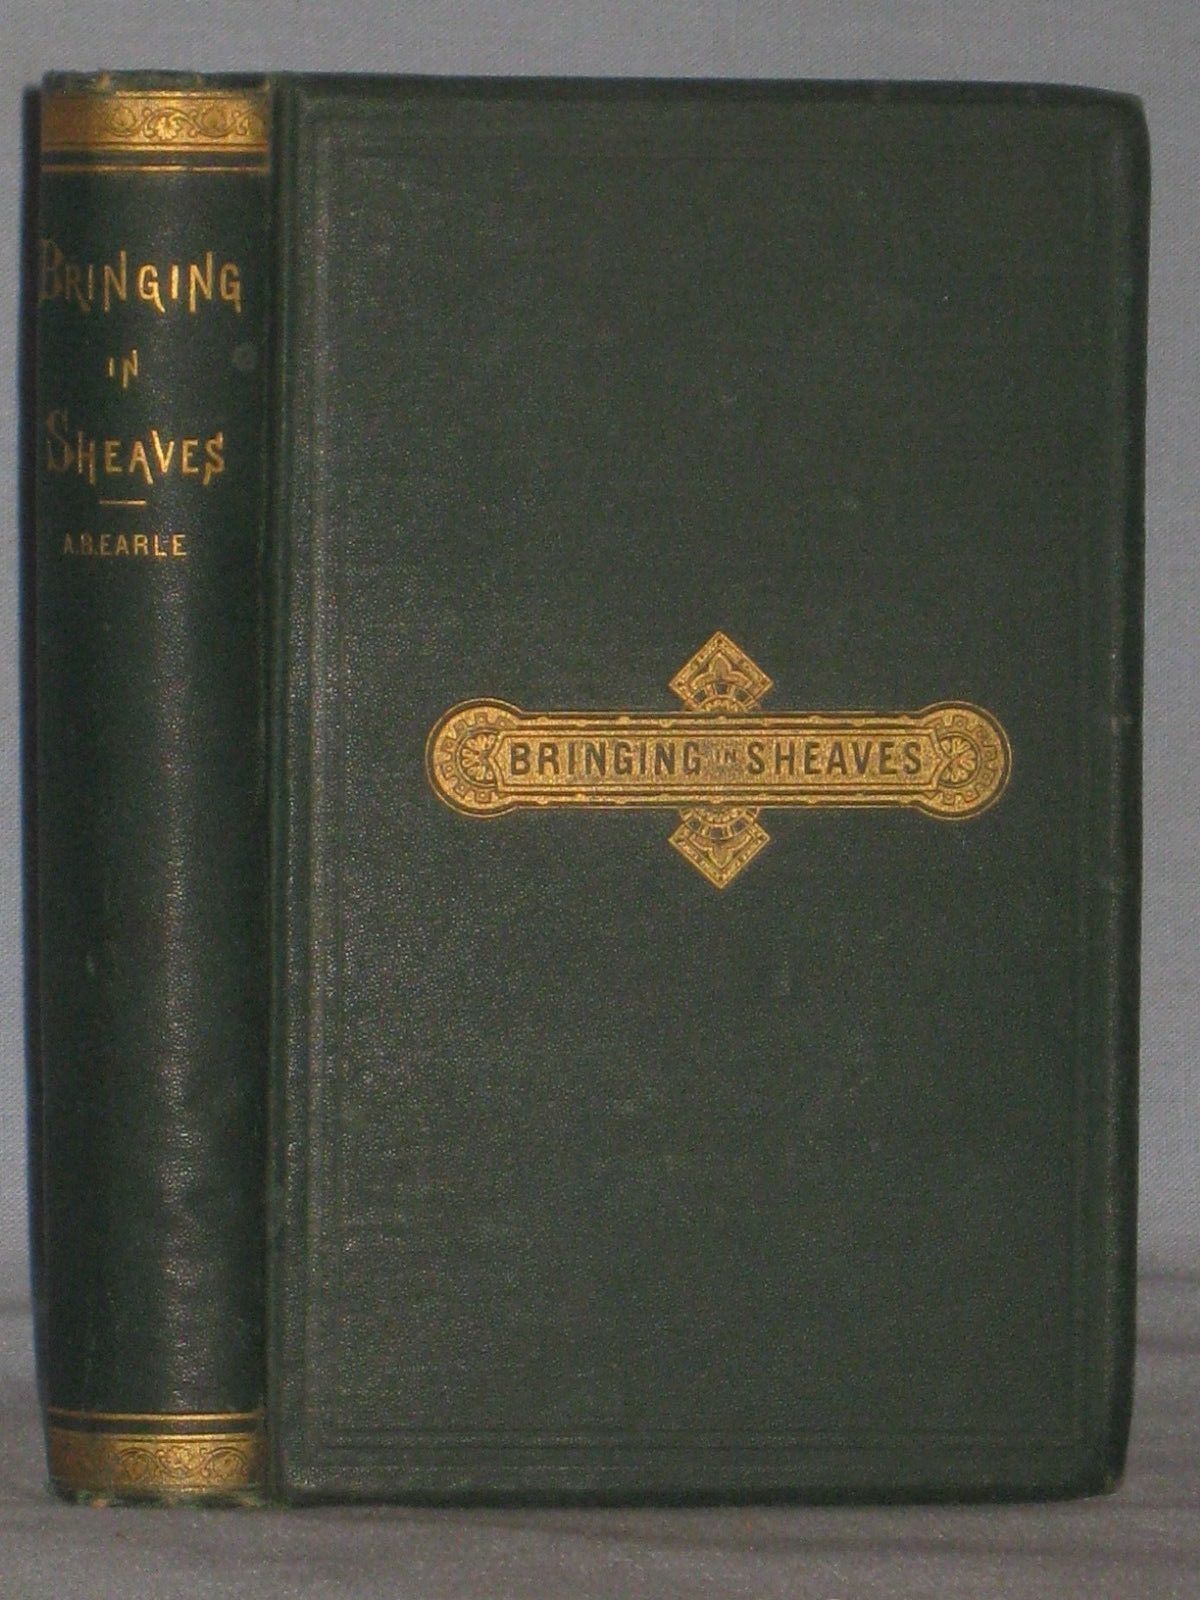 BRINGING
IN
SHEAVES
A.B. EARLE
BRINGING IN SHEAVES